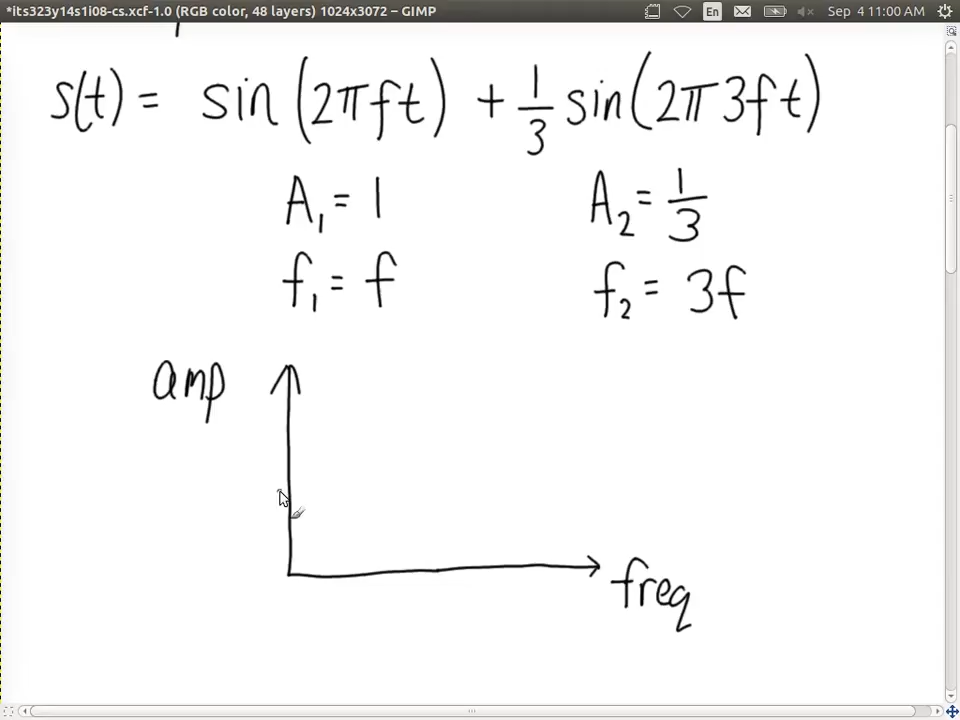 *its323y14s1i08-cs.xcf-1.0 (RGB color, 48 layers) 1024x3072 – GIMP En Sep 4 11:00 AM
s(t) = sin (2πft) + 1/3 sin(2π3ft)
A₁ = 1 A₂ = 1/3
f₁ = f f₂ = 3f
amp
freq